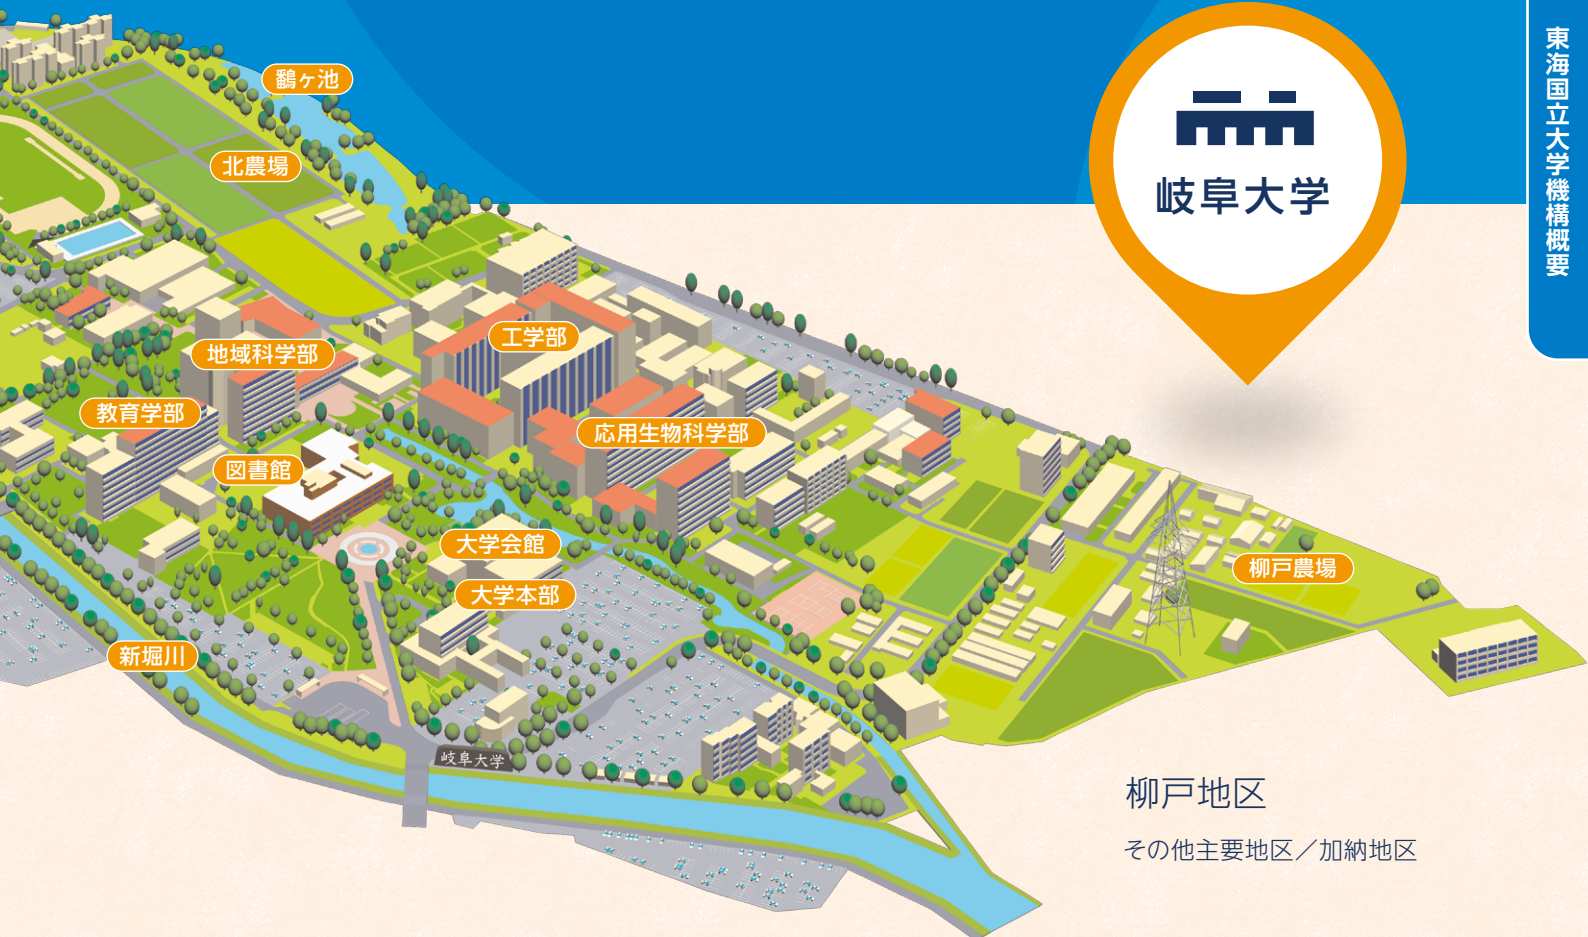 東海国立大学機構概要
岐阜大学
鶺ヶ池
北農場
工学部
地域科学部
教育学部
応用生物科学部
図書館
大学会館
柳戸農場
大学本部
新堀川
岐阜大学
柳戸地区
その他主要地区／加納地区